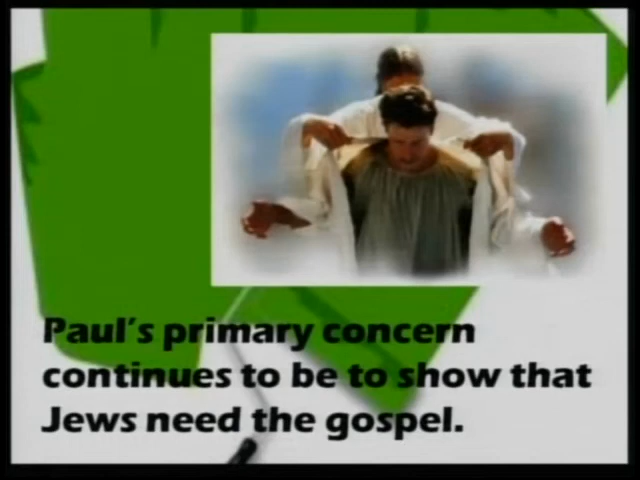 Paul's primary concern
continues to be to show that
Jews need the gospel.